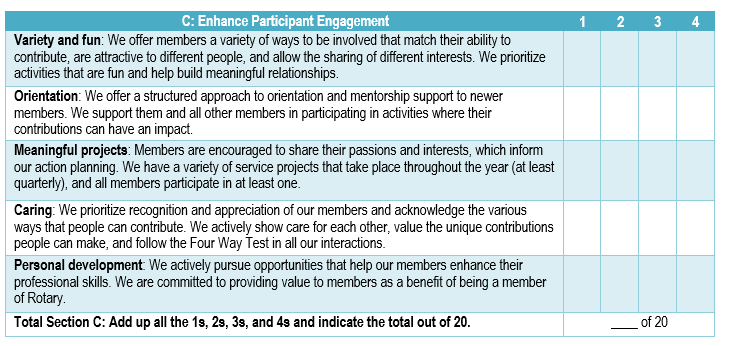 C: Enhance Participant Engagement 1 2 3 4
Variety and fun: We offer members a variety of ways to be involved that match their ability to
contribute, are attractive to different people, and allow the sharing of different interests. We prioritize
activities that are fun and help build meaningful relationships.
Orientation: We offer a structured approach to orientation and mentorship support to newer
members. We support them and all other members in participating in activities where their
contributions can have an impact.
Meaningful projects: Members are encouraged to share their passions and interests, which inform
our action planning. We have a variety of service projects that take place throughout the year (at least
quarterly), and all members participate in at least one.
Caring: We prioritize recognition and appreciation of our members and acknowledge the various
ways that people can contribute. We actively show care for each other, value the unique contributions
people can make, and follow the Four Way Test in all our interactions.
Personal development: We actively pursue opportunities that help our members enhance their
professional skills. We are committed to providing value to members as a benefit of being a member
of Rotary.
Total Section C: Add up all the 1s, 2s, 3s, and 4s and indicate the total out of 20. ____ of 20